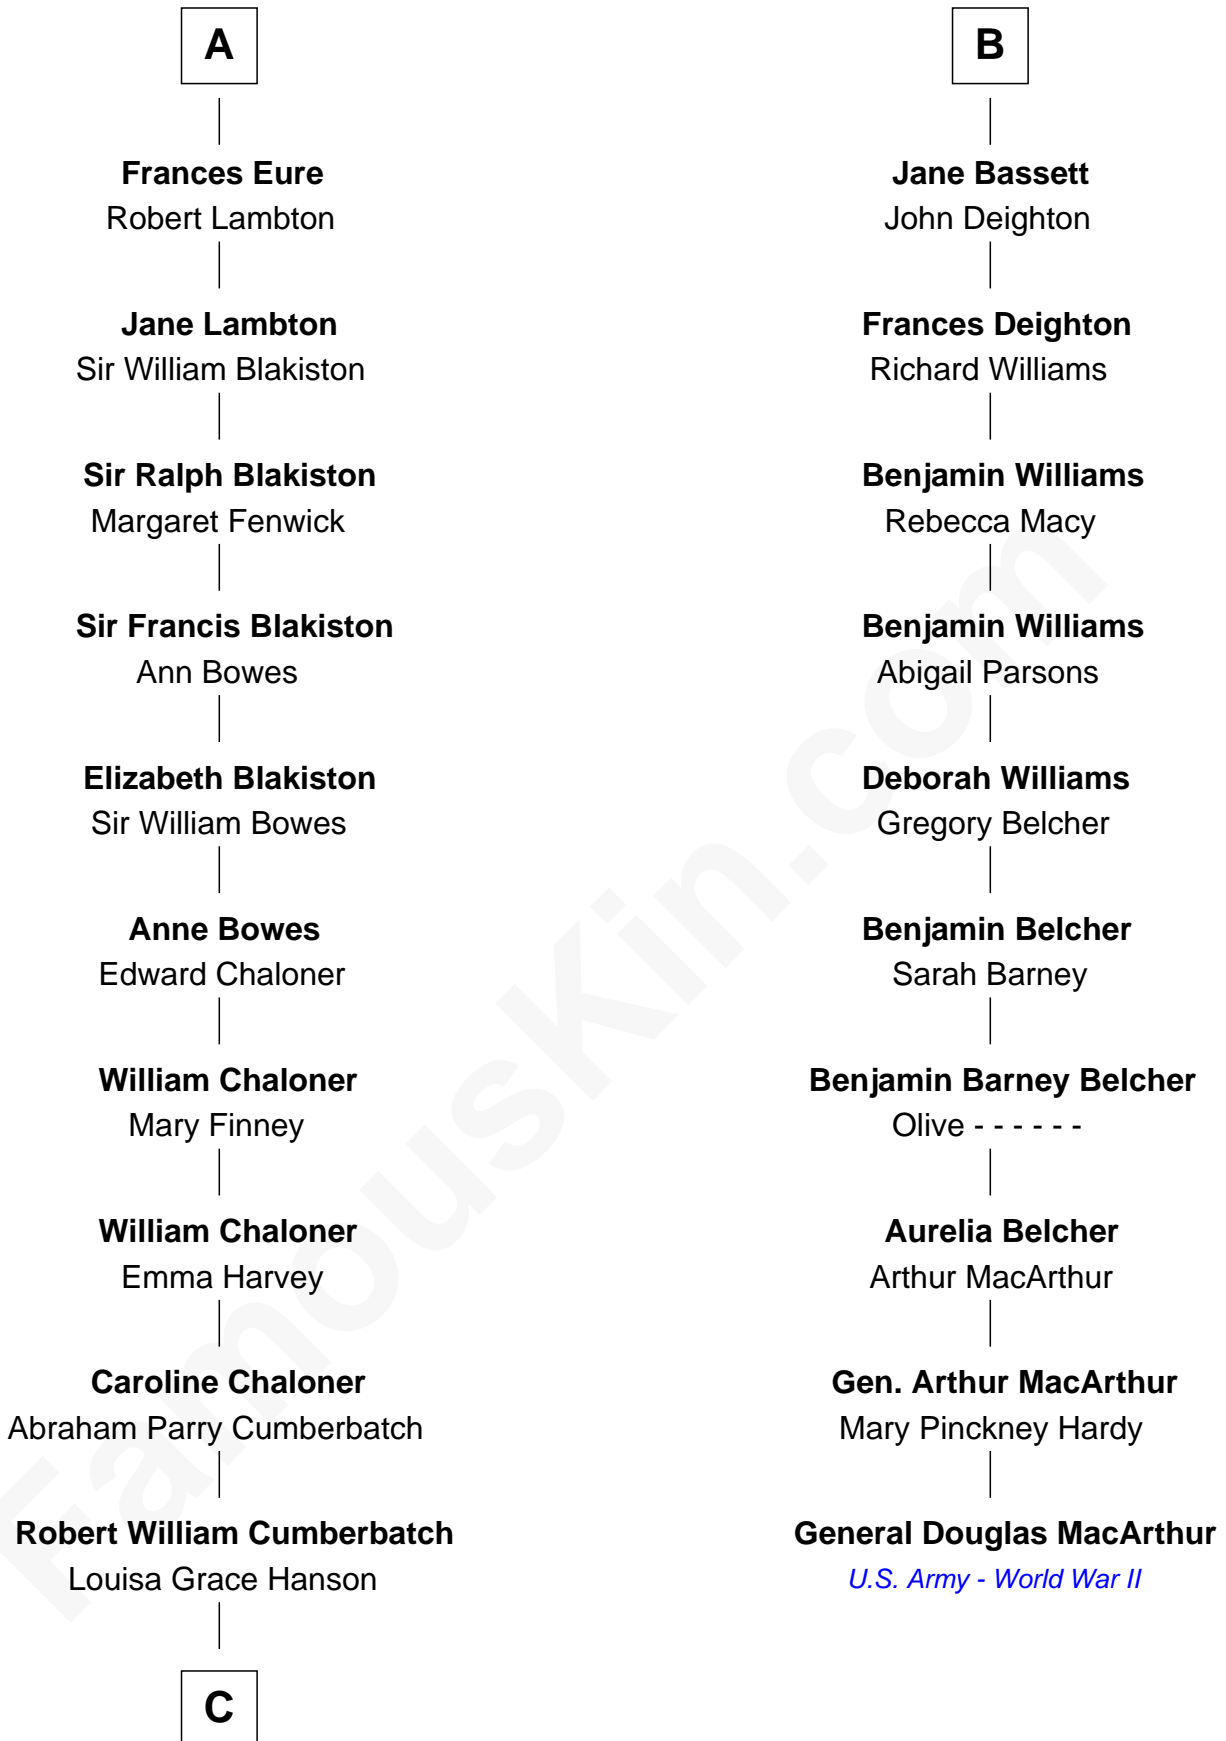 A
Frances Eure
Robert Lambton
Jane Lambton
Sir William Blakiston
Sir Ralph Blakiston
Margaret Fenwick
Sir Francis Blakiston
Ann Bowes
Elizabeth Blakiston
Sir William Bowes
Anne Bowes
Edward Chaloner
William Chaloner
Mary Finney
William Chaloner
Emma Harvey
Caroline Chaloner
Abraham Parry Cumberbatch
Robert William Cumberbatch
Louisa Grace Hanson
C
B
Jane Bassett
John Deighton
Frances Deighton
Richard Williams
Benjamin Williams
Rebecca Macy
Benjamin Williams
Abigail Parsons
Deborah Williams
Gregory Belcher
Benjamin Belcher
Sarah Barney
Benjamin Barney Belcher
Olive - - - - - -
Aurelia Belcher
Arthur MacArthur
Gen. Arthur MacArthur
Mary Pinckney Hardy
General Douglas MacArthur
U.S. Army - World War II
FamousKin.com